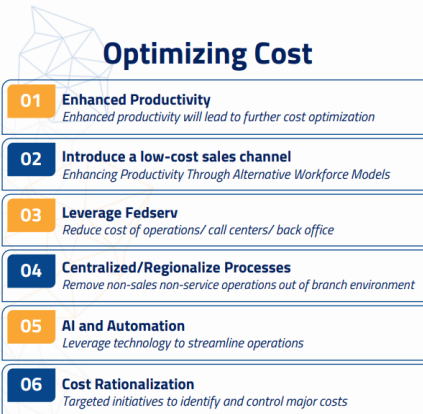 Optimizing Cost
01
Enhanced Productivity
Enhanced productivity will lead to further cost optimization
02
Introduce a low-cost sales channel
Enhancing Productivity Through Alternative Workforce Models
03
Leverage Fedserv
Reduce cost of operations/ call centers/ back office
04
Centralized/Regionalize Processes
Remove non-sales non-service operations out of branch environment
05
AI and Automation
Leverage technology to streamline operations
06
Cost Rationalization
Targeted initiatives to identify and control major costs